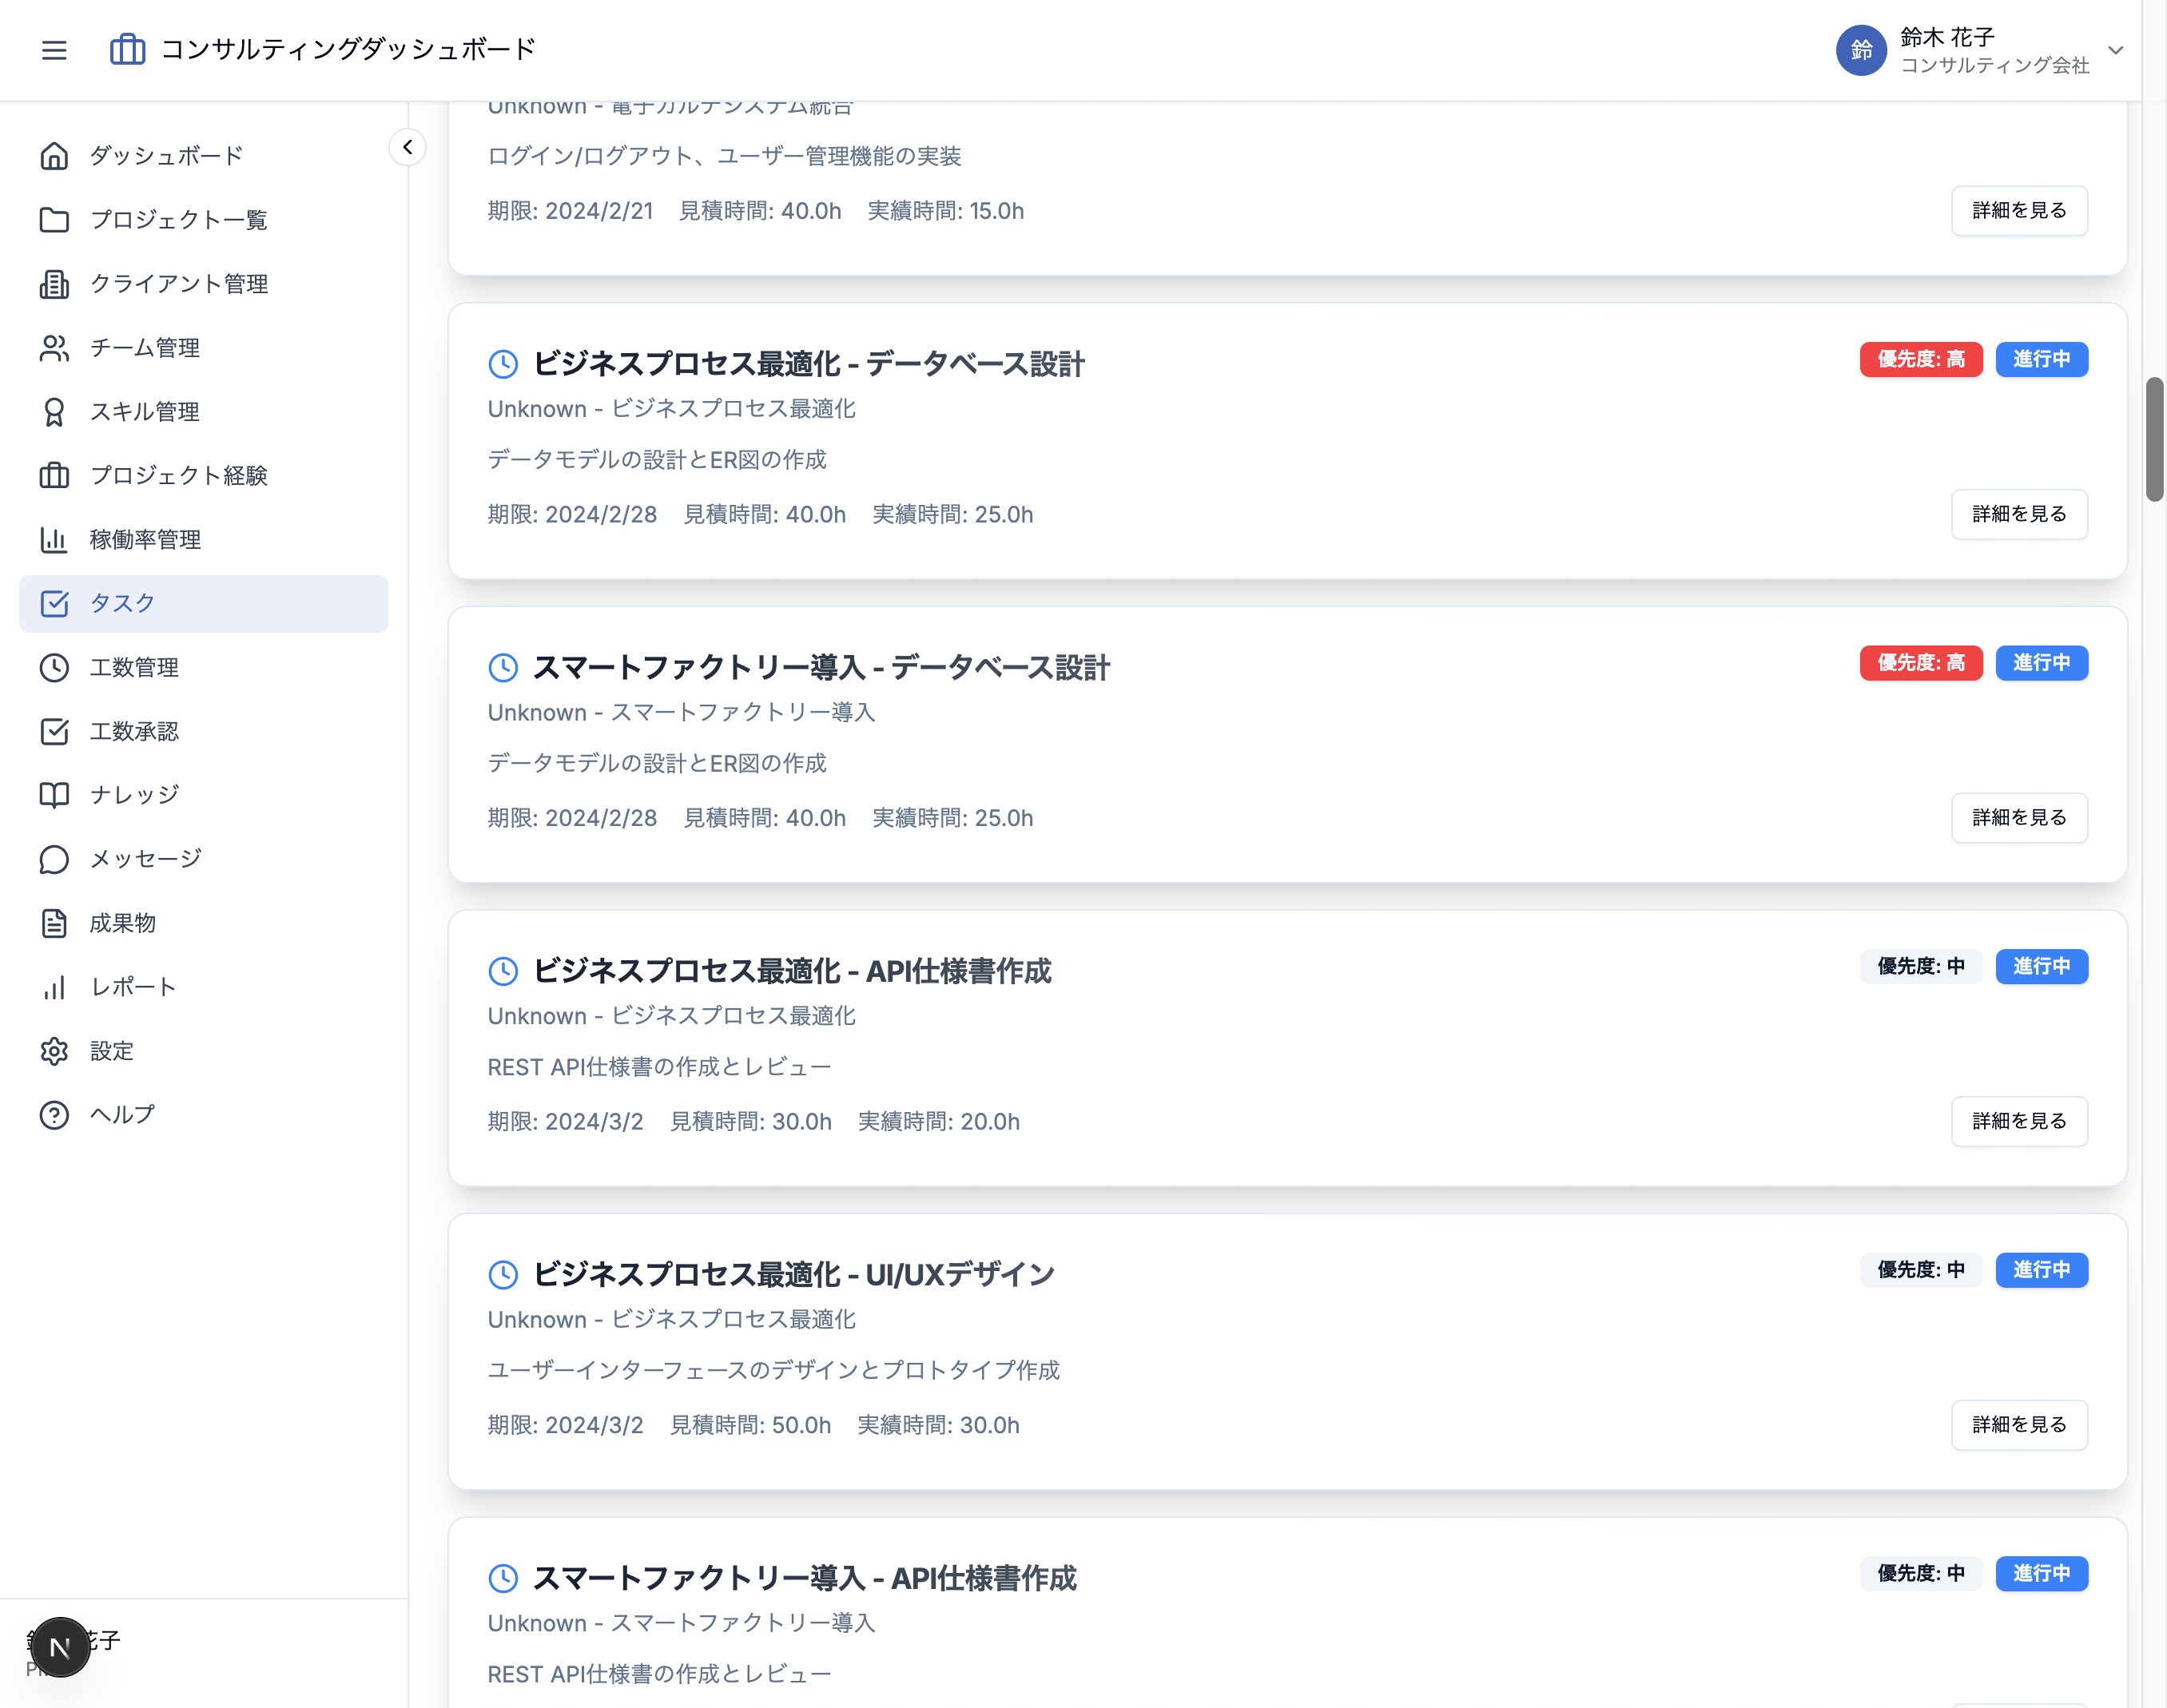 コンサルティングダッシュボード
鈴
鈴木 花子
コンサルティング会社
ダッシュボード
プロジェクト一覧
クライアント管理
チーム管理
スキル管理
プロジェクト経験
稼働率管理
タスク
工数管理
工数承認
ナレッジ
メッセージ
成果物
レポート
設定
ヘルプ
花子
N
Unknown - 電子カルテシステム統合
ログイン/ログアウト、ユーザー管理機能の実装
期限: 2024/2/21 見積時間: 40.0h 実績時間: 15.0h
詳細を見る
ビジネスプロセス最適化 - データベース設計
優先度: 高 進行中
Unknown - ビジネスプロセス最適化
データモデルの設計とER図の作成
期限: 2024/2/28 見積時間: 40.0h 実績時間: 25.0h
詳細を見る
スマートファクトリー導入 - データベース設計
優先度: 高 進行中
Unknown - スマートファクトリー導入
データモデルの設計とER図の作成
期限: 2024/2/28 見積時間: 40.0h 実績時間: 25.0h
詳細を見る
ビジネスプロセス最適化 - API仕様書作成
優先度: 中 進行中
Unknown - ビジネスプロセス最適化
REST API仕様書の作成とレビュー
期限: 2024/3/2 見積時間: 30.0h 実績時間: 20.0h
詳細を見る
ビジネスプロセス最適化 - UI/UXデザイン
優先度: 中 進行中
Unknown - ビジネスプロセス最適化
ユーザーインターフェースのデザインとプロトタイプ作成
期限: 2024/3/2 見積時間: 50.0h 実績時間: 30.0h
詳細を見る
スマートファクトリー導入 - API仕様書作成
優先度: 中 進行中
Unknown - スマートファクトリー導入
REST API仕様書の作成とレビュー